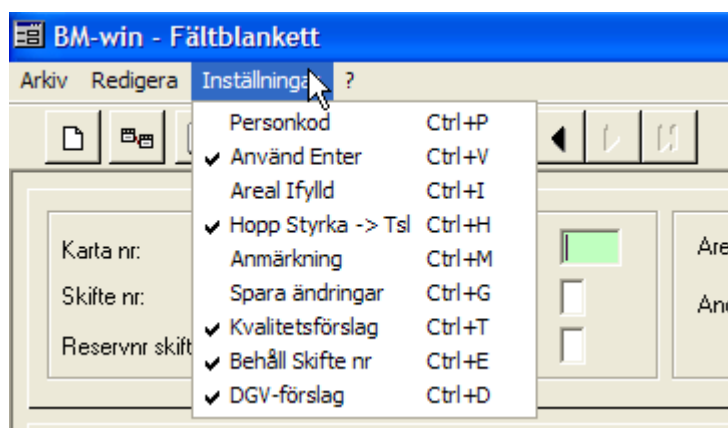 BM-win - Fältblankett
Arkiv Redigera Inställningar ?
Personkod Ctrl+P
Använd Enter Ctrl+V
Areal Ifylld Ctrl+I
Hopp Styrka -> Tsl Ctrl+H
Anmärkning Ctrl+M
Spara ändringar Ctrl+G
Kvalitetsförslag Ctrl+T
Behåll Skifte nr Ctrl+E
DGV-förslag Ctrl+D
Karta nr: Are
Skifte nr: And
Reservnr skift